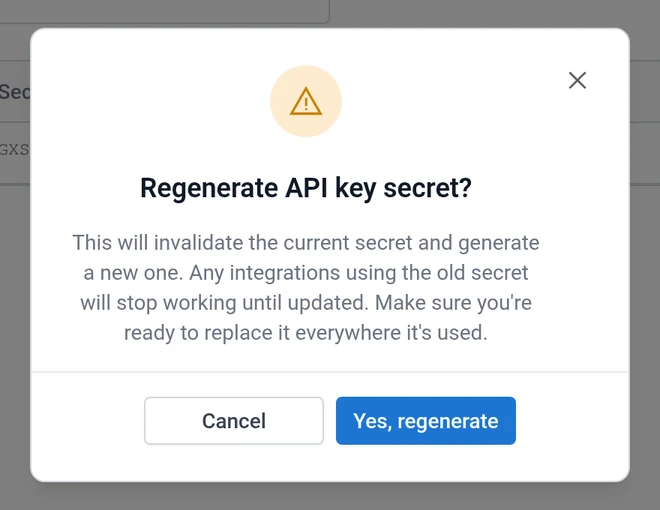 Sec
GXS
Regenerate API key secret?
This will invalidate the current secret and generate
a new one. Any integrations using the old secret
will stop working until updated. Make sure you're
ready to replace it everywhere it's used.
Cancel
Yes, regenerate